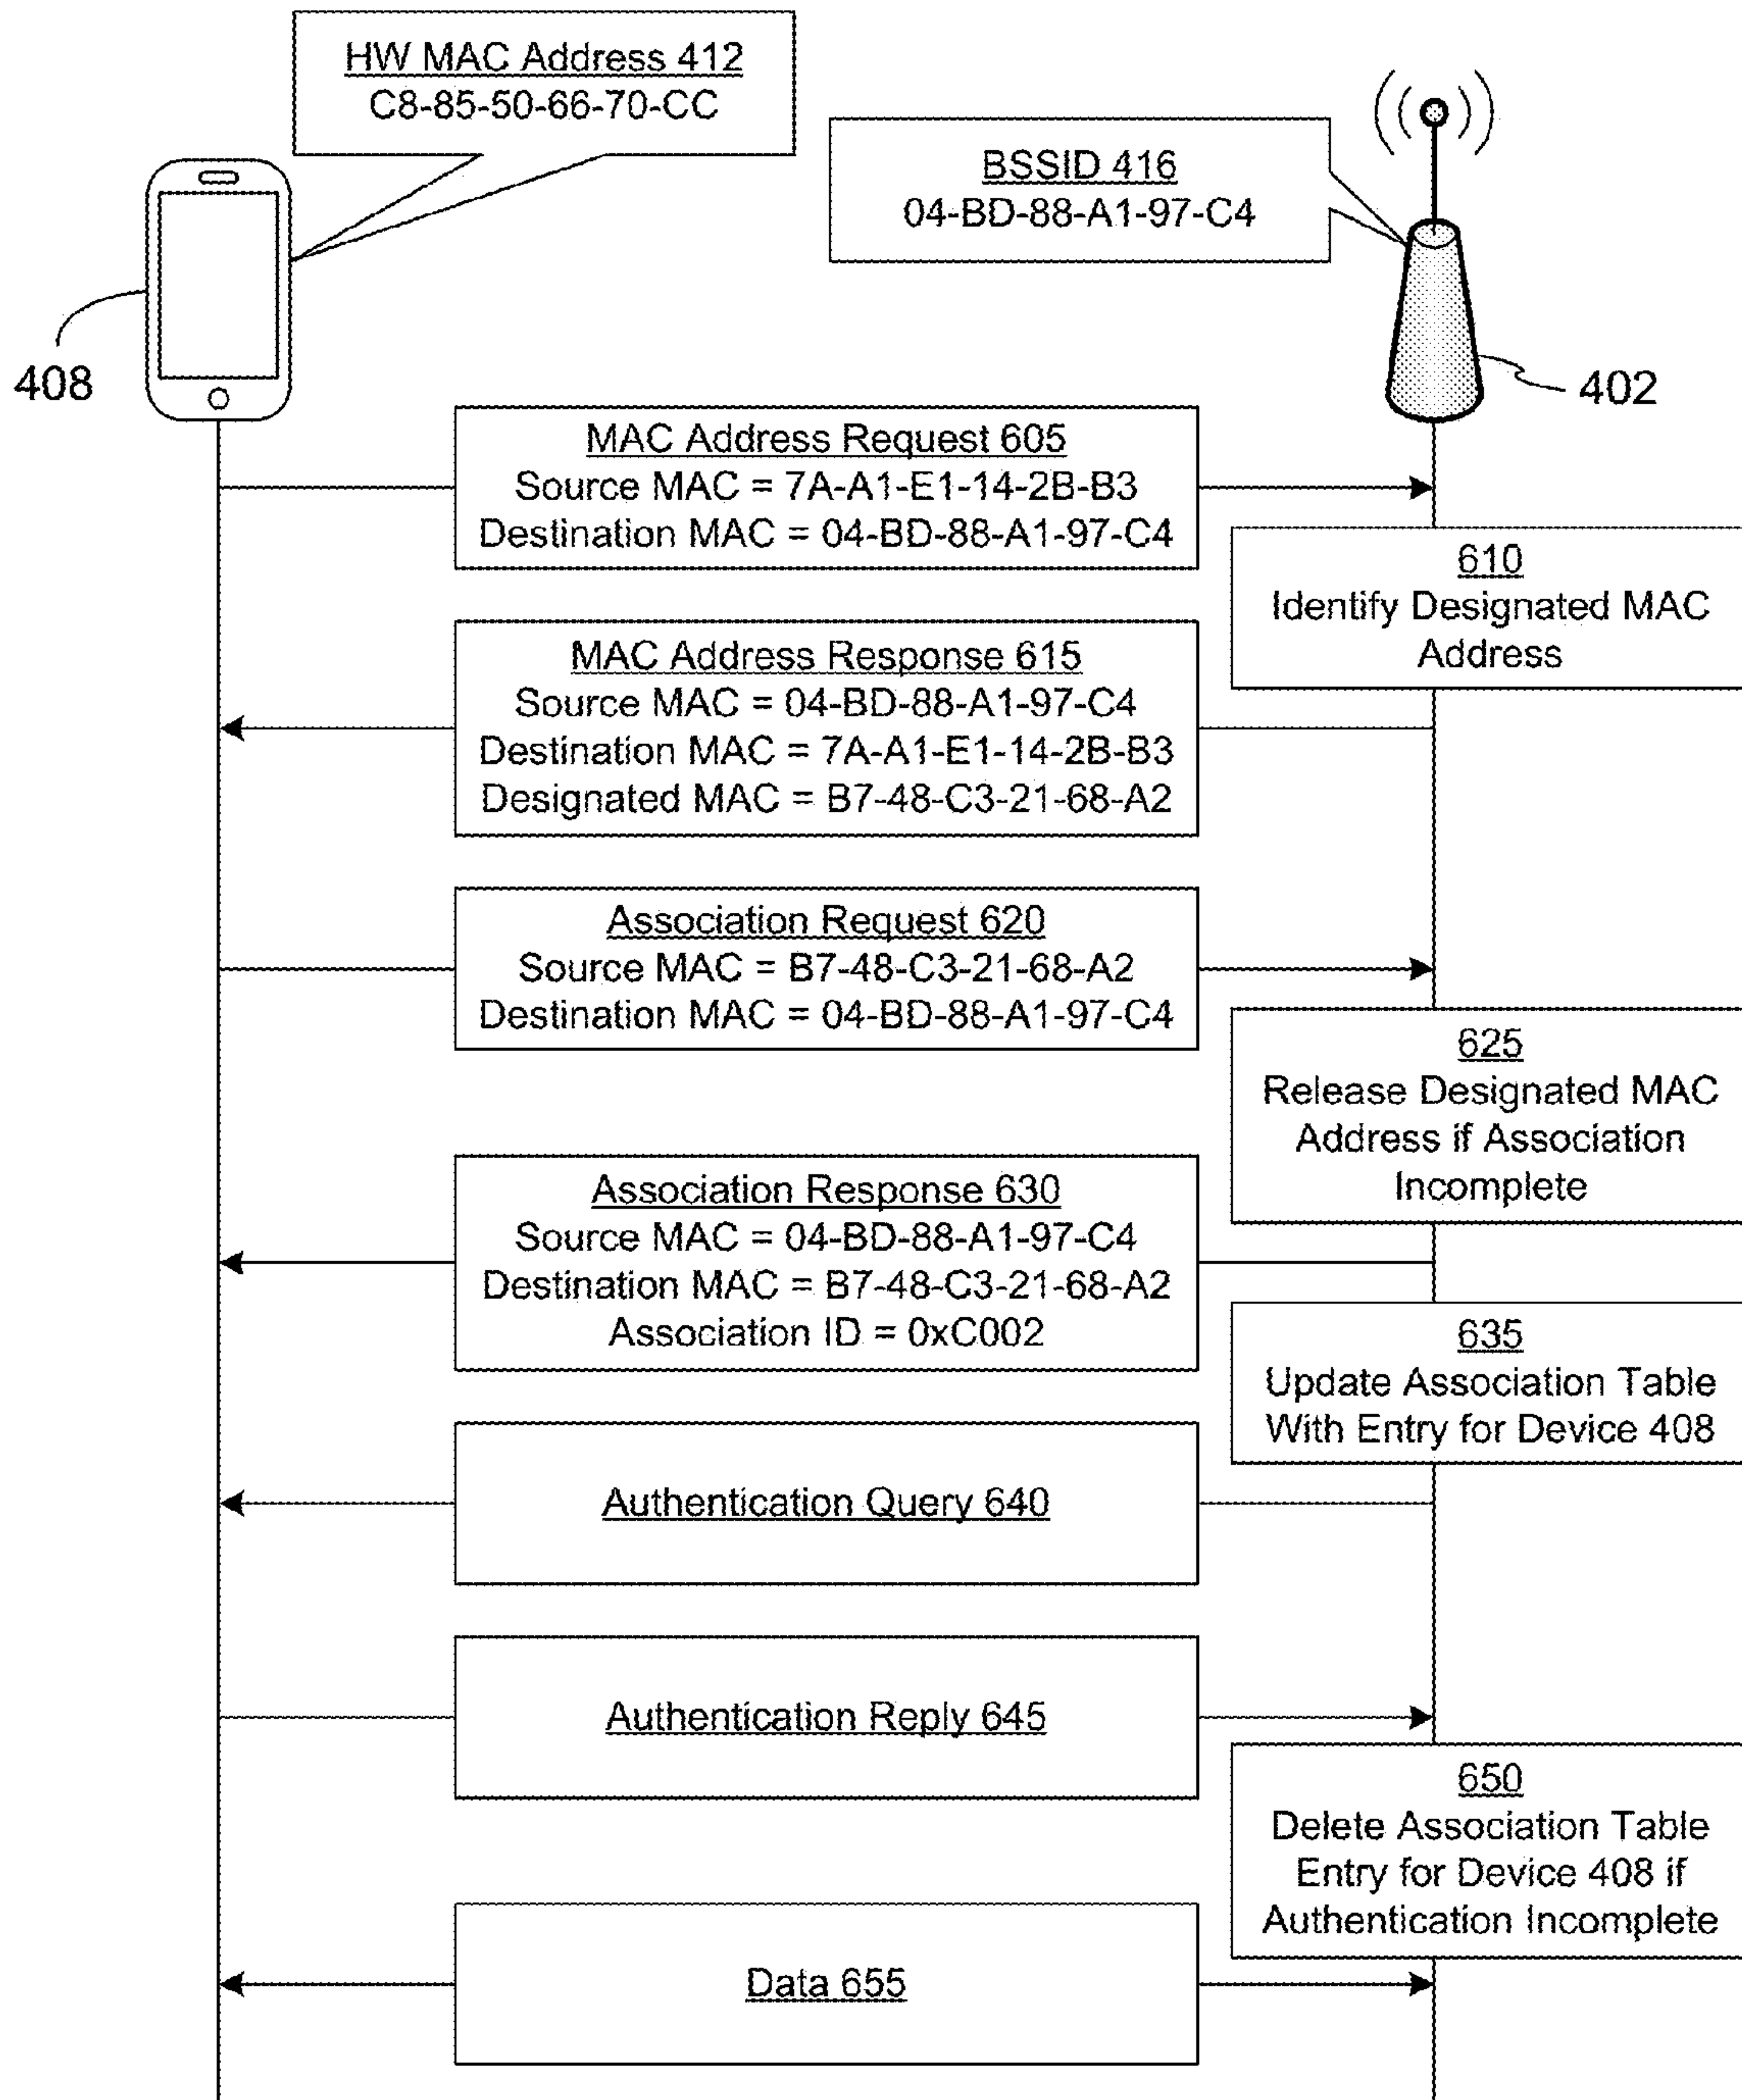 HW MAC Address 412
C8-85-50-66-70-CC
BSSID 416
04-BD-88-A1-97-C4
408
402
MAC Address Request 605
Source MAC = 7A-A1-E1-14-2B-B3
Destination MAC = 04-BD-88-A1-97-C4
610
Identify Designated MAC
Address
MAC Address Response 615
Source MAC = 04-BD-88-A1-97-C4
Destination MAC = 7A-A1-E1-14-2B-B3
Designated MAC = B7-48-C3-21-68-A2
Association Request 620
Source MAC = B7-48-C3-21-68-A2
Destination MAC = 04-BD-88-A1-97-C4
625
Release Designated MAC
Address if Association
Incomplete
Association Response 630
Source MAC = 04-BD-88-A1-97-C4
Destination MAC = B7-48-C3-21-68-A2
Association ID = 0xC002
635
Update Association Table
With Entry for Device 408
Authentication Query 640
Authentication Reply 645
650
Delete Association Table
Entry for Device 408 if
Authentication Incomplete
Data 655